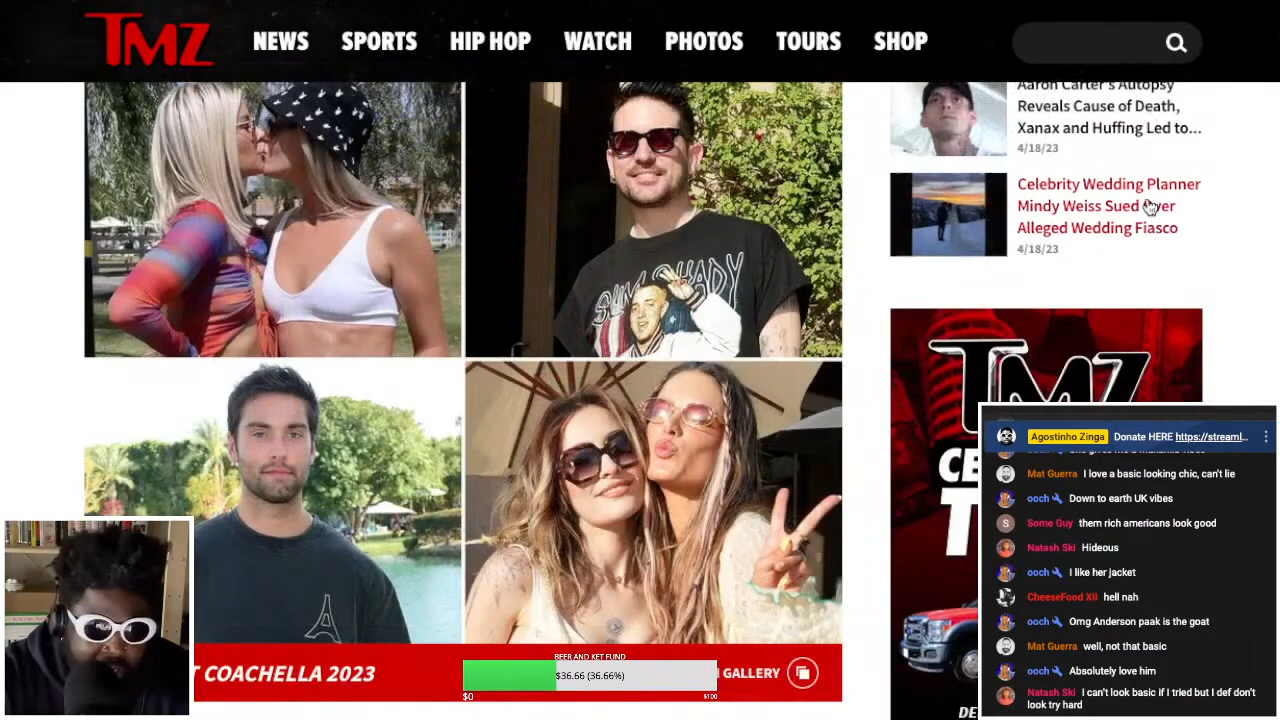 TMZ
NEWS
SPORTS
HIP HOP
WATCH
PHOTOS
TOURS
SHOP
Aaron Carter's Autopsy
Reveals Cause of Death,
Xanax and Huffing Led to...
4/18/23
Celebrity Wedding Planner
Mindy Weiss Sued Over
Alleged Wedding Fiasco
4/18/23
SLIM SHADY
TMZ
Agostinho Zinga Donate HERE https://streaml...
Mat Guerra I love a basic looking chic, can't lie
ooch Down to earth UK vibes
Some Guy them rich americans look good
Natash Ski Hideous
ooch I like her jacket
CheeseFood XII hell nah
ooch Omg Anderson paak is the goat
Mat Guerra well, not that basic
ooch Absolutely love him
Natash Ski I can't look basic if I tried but I def don't
look try hard
T COACHELLA 2023
BEER AND KET FUND
$36.66 (36.66%)
$0
$100
GALLERY
DE